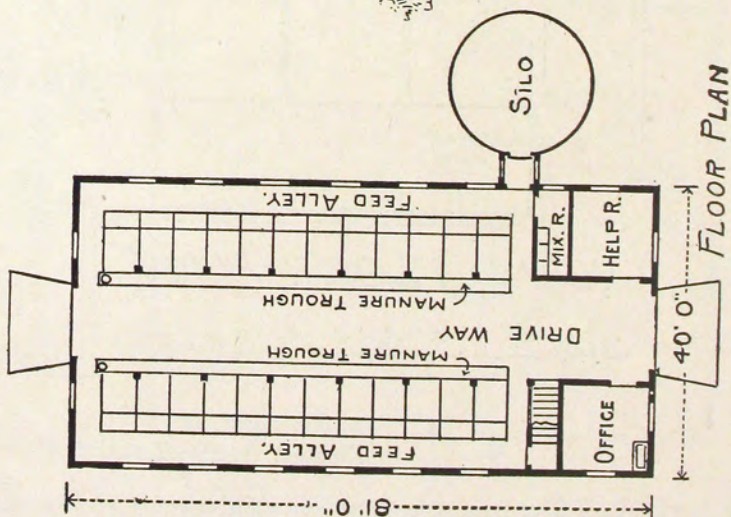 SILO
FEED ALLEY.
MIX. R.
HELP R.
MANURE TROUGH
DRIVE WAY
MANURE TROUGH
OFFICE
FEED ALLEY.
40' 0"
81' 0"
FLOOR PLAN